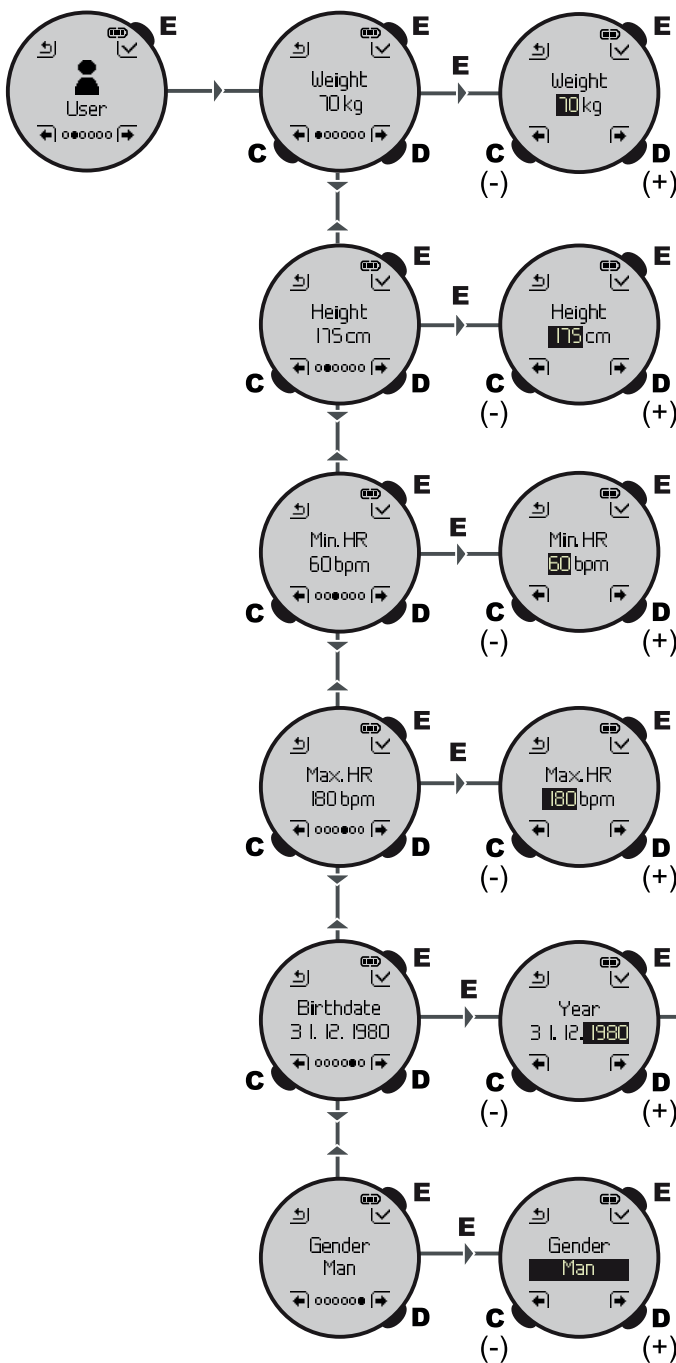 E
User
E
Weight
70 kg
C
D
E
E
Weight
70 kg
C
(-)
D
(+)
E
Height
175 cm
C
D
E
E
Height
175 cm
C
(-)
D
(+)
E
Min. HR
60 bpm
C
D
E
E
Min. HR
60 bpm
C
(-)
D
(+)
E
Max. HR
180 bpm
C
D
E
E
Max. HR
180 bpm
C
(-)
D
(+)
E
Birthdate
31. 12. 1980
C
D
E
E
Year
31. 12. 1980
C
(-)
D
(+)
E
Gender
Man
D
E
E
Gender
Man
C
(-)
D
(+)